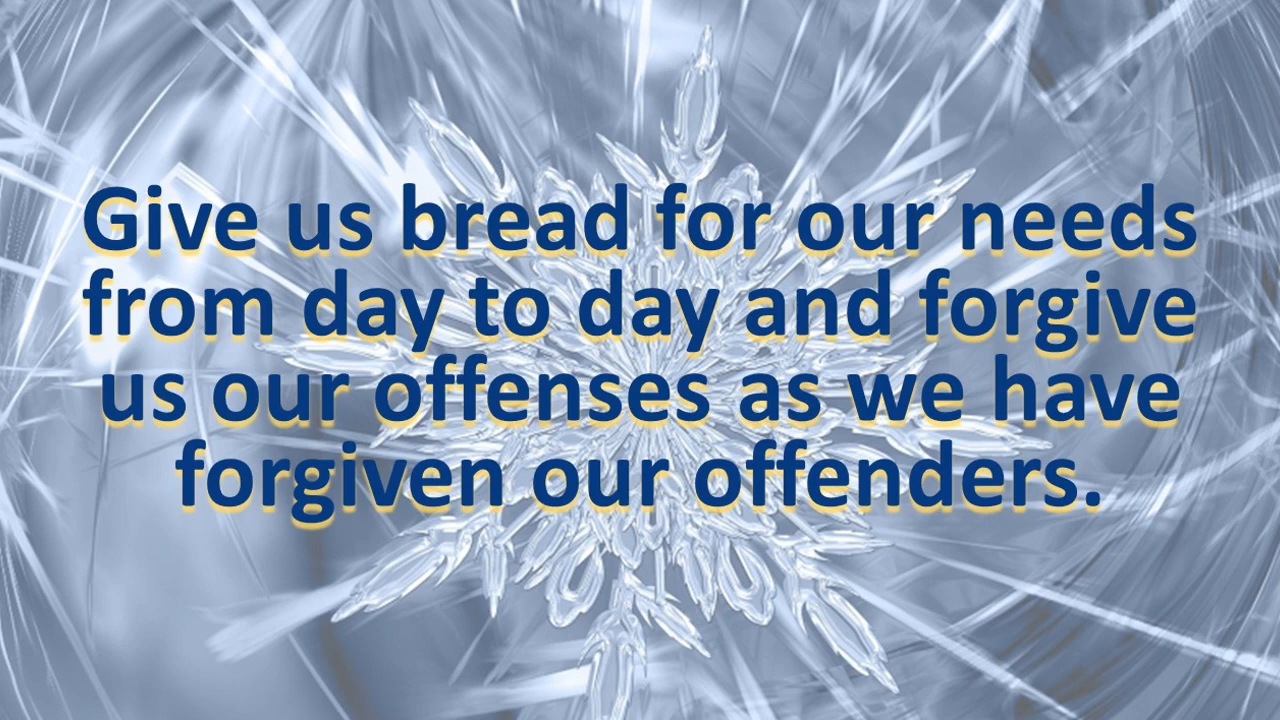 Give us bread for our needs
from day to day and forgive
us our offenses as we have
forgiven our offenders.